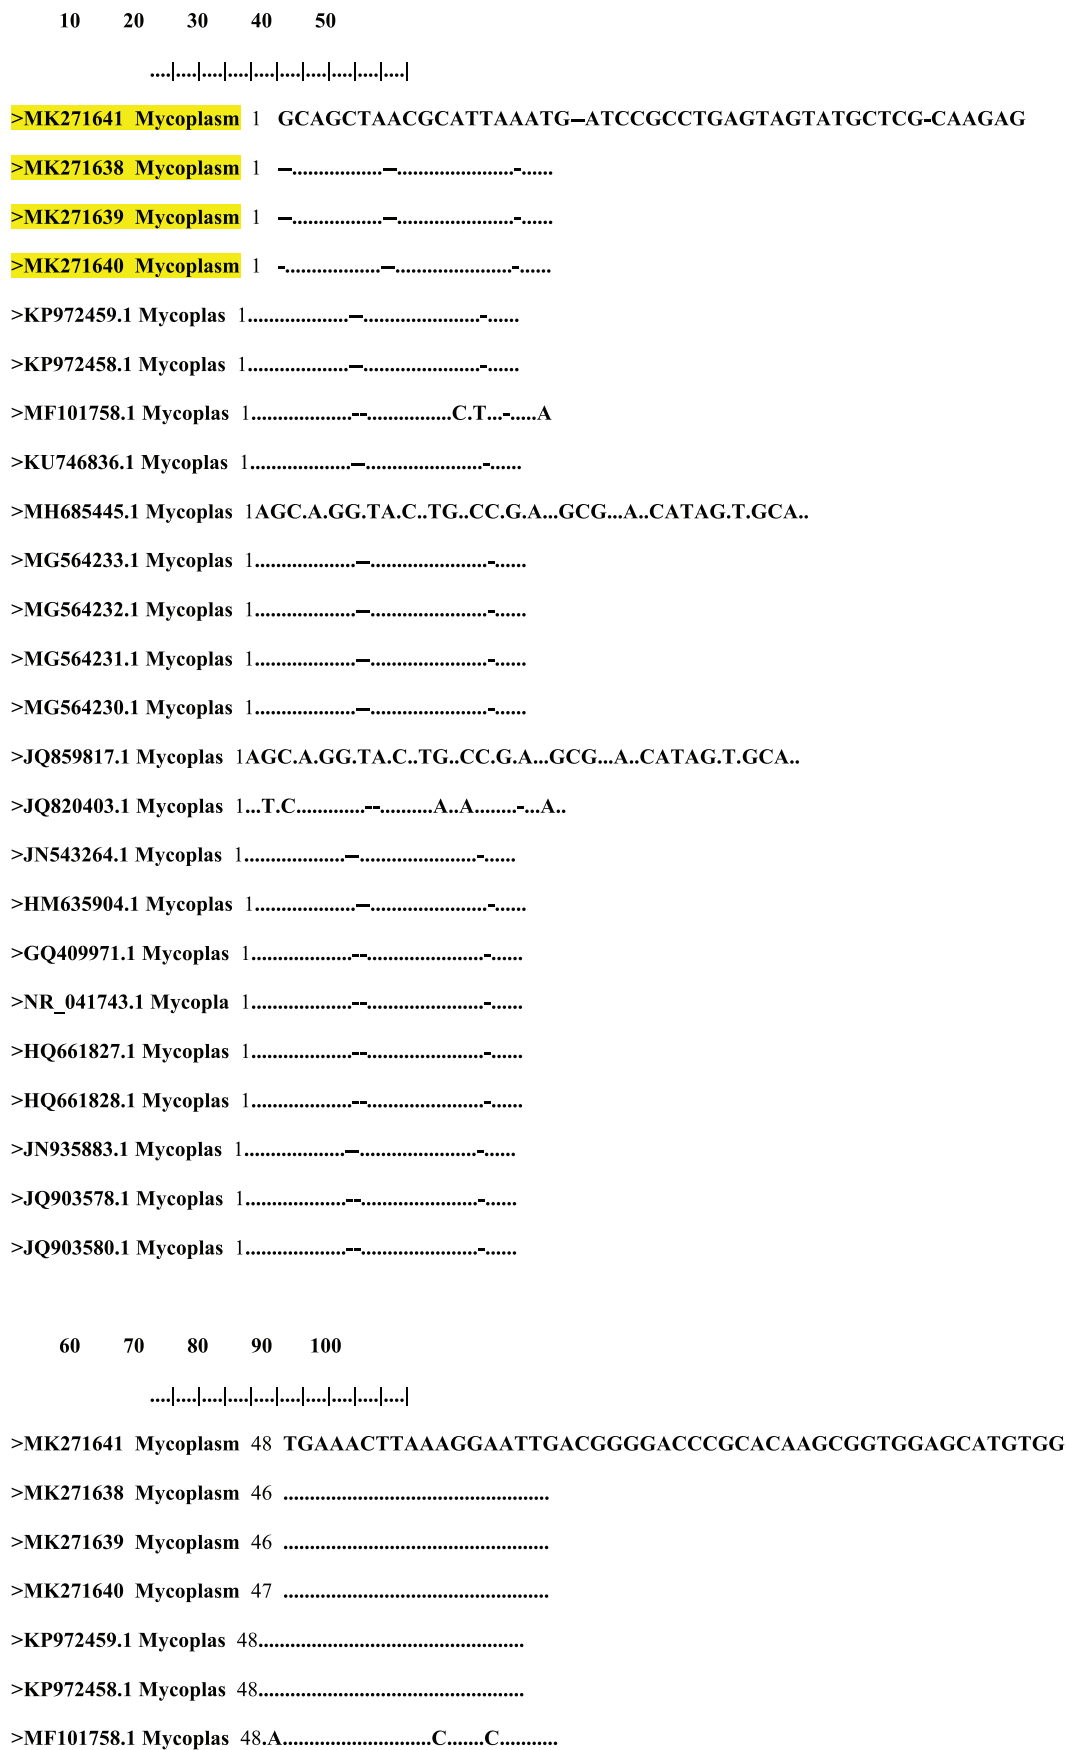 10 20 30 40 50
....|....|....|....|....|....|....|....|....|....|
>MK271641 Mycoplasm 1 GCAGCTAACGCATTAAATG--ATCCGCCTGAGTAGTATGCTCG-CAAGAG
>MK271638 Mycoplasm 1 --.................--......................-......
>MK271639 Mycoplasm 1 --.................--......................-......
>MK271640 Mycoplasm 1 -..................--......................-......
>KP972459.1 Mycoplas 1...................--......................-......
>KP972458.1 Mycoplas 1...................--......................-......
>MF101758.1 Mycoplas 1...................--................C.T...-.....A
>KU746836.1 Mycoplas 1...................--......................-......
>MH685445.1 Mycoplas 1AGC.A.GG.TA.C..TG..CC.G.A...GCG...A..CATAG.T.GCA..
>MG564233.1 Mycoplas 1...................--......................-......
>MG564232.1 Mycoplas 1...................--......................-......
>MG564231.1 Mycoplas 1...................--......................-......
>MG564230.1 Mycoplas 1...................--......................-......
>JQ859817.1 Mycoplas 1AGC.A.GG.TA.C..TG..CC.G.A...GCG...A..CATAG.T.GCA..
>JQ820403.1 Mycoplas 1...T.C.............--..........A..A........-...A..
>JN543264.1 Mycoplas 1...................--......................-......
>HM635904.1 Mycoplas 1...................--......................-......
>GQ409971.1 Mycoplas 1...................--......................-......
>NR_041743.1 Mycopla 1...................--......................-......
>HQ661827.1 Mycoplas 1...................--......................-......
>HQ661828.1 Mycoplas 1...................--......................-......
>JN935883.1 Mycoplas 1...................--......................-......
>JQ903578.1 Mycoplas 1...................--......................-......
>JQ903580.1 Mycoplas 1...................--......................-......
60 70 80 90 100
....|....|....|....|....|....|....|....|....|....|
>MK271641 Mycoplasm 48 TGAAACTTAAAGGAATTGACGGGGACCCGCACAAGCGGTGGAGCATGTGG
>MK271638 Mycoplasm 46 ..................................................
>MK271639 Mycoplasm 46 ..................................................
>MK271640 Mycoplasm 47 ..................................................
>KP972459.1 Mycoplas 48..................................................
>KP972458.1 Mycoplas 48..................................................
>MF101758.1 Mycoplas 48.A............................C.......C...........